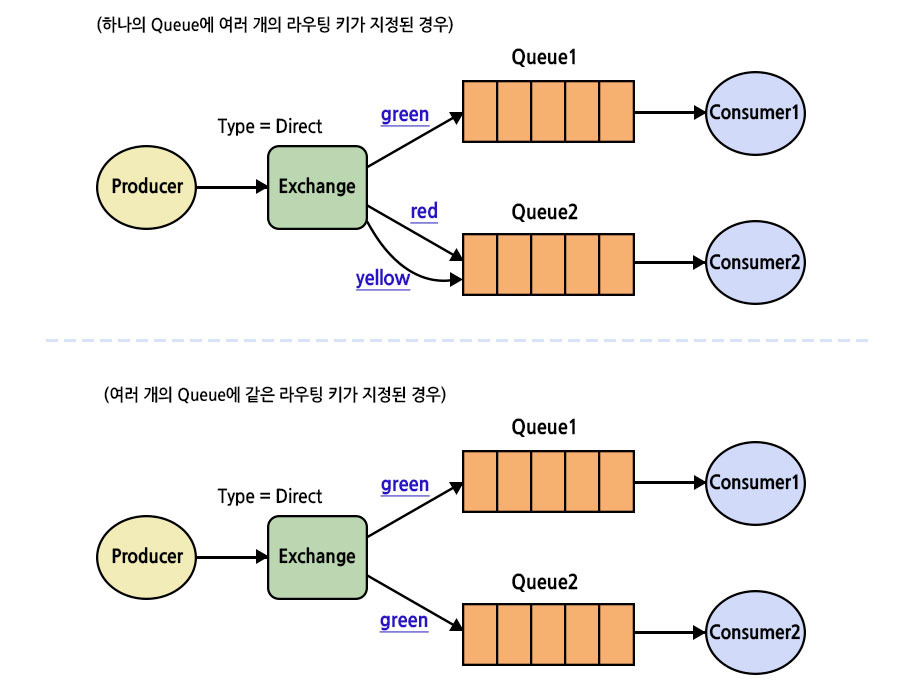 (하나의 Queue에 여러 개의 라우팅 키가 지정된 경우)
Queue1
green
Consumer1
Type = Direct
Producer
Exchange
red
Queue2
yellow
Consumer2
(여러 개의 Queue에 같은 라우팅 키가 지정된 경우)
Queue1
green
Consumer1
Type = Direct
Producer
Exchange
Queue2
green
Consumer2